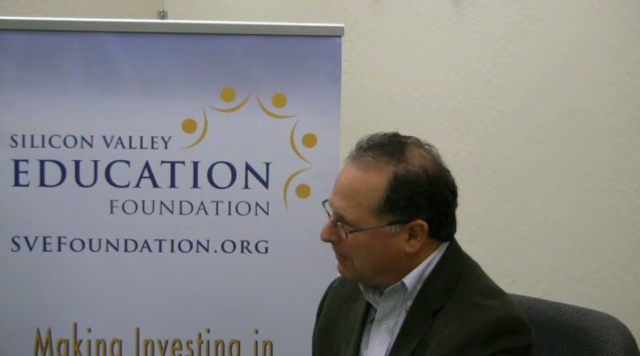 SILICON VALLEY
EDUCATION
FOUNDATION
SVEFOUNDATION.ORG
Making Investing in